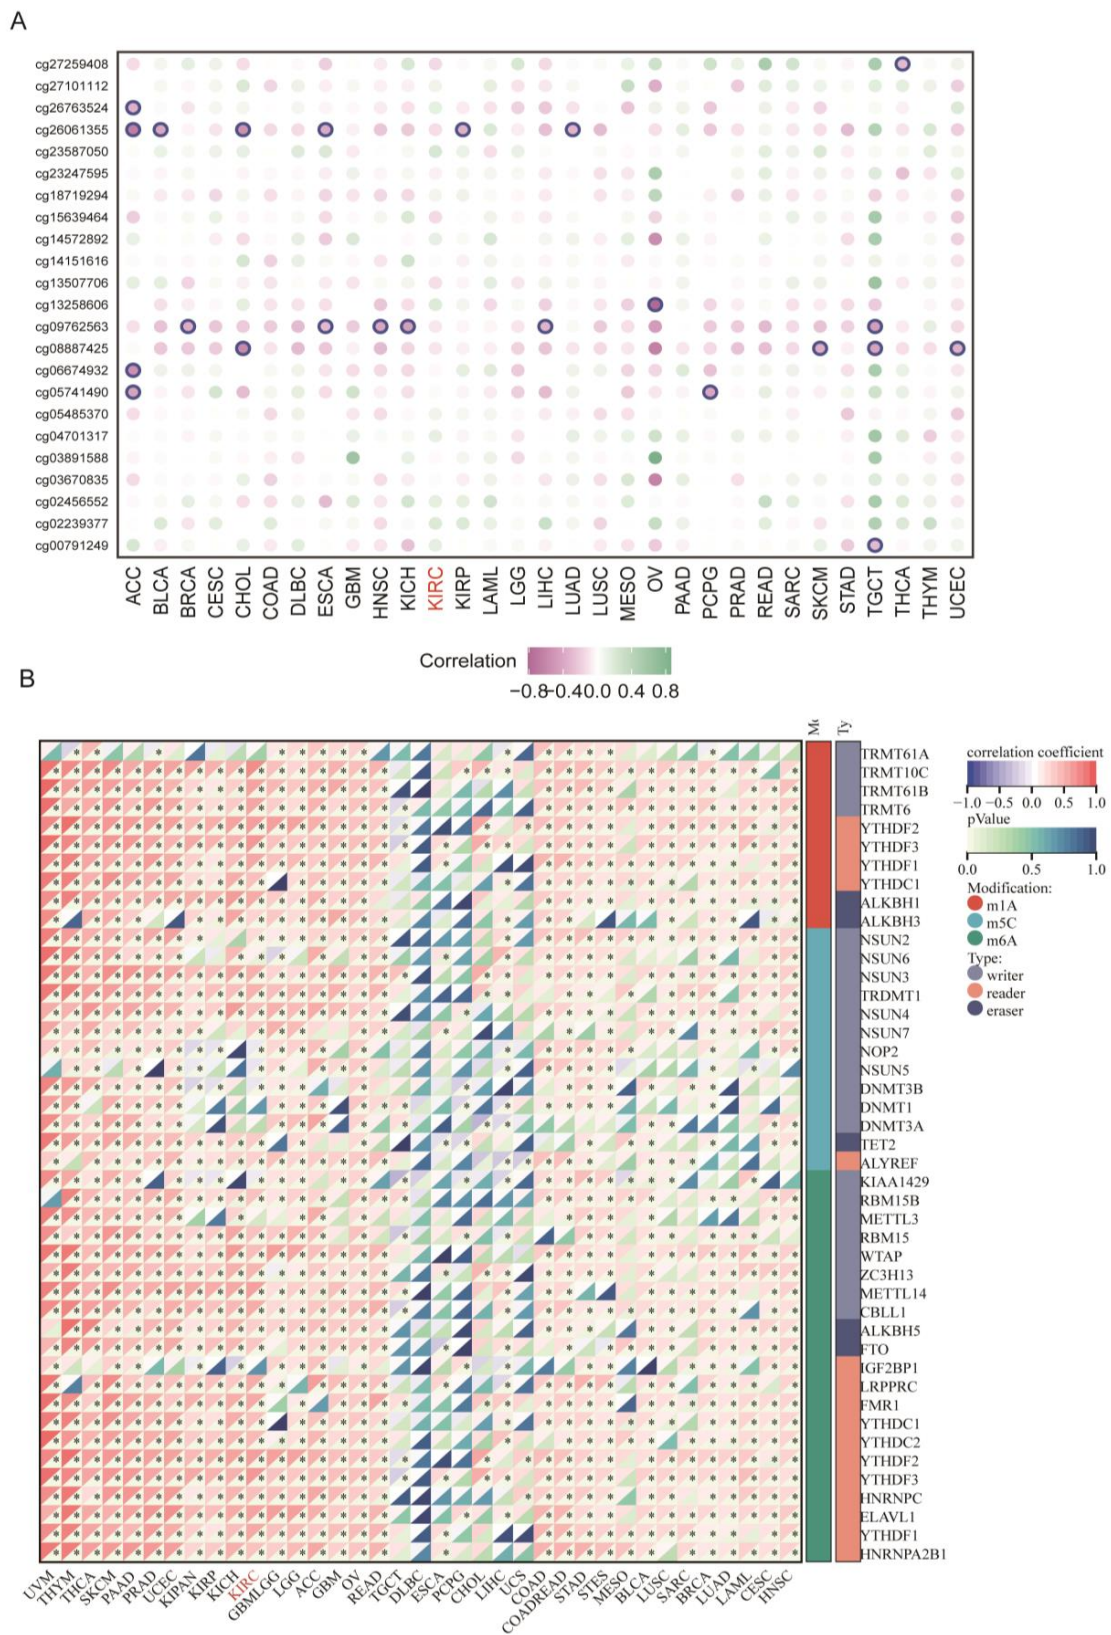 A
cg27259408
cg27101112
cg26763524
cg26061355
cg23587050
cg23247595
cg18719294
cg15639464
cg14572892
cg14151616
cg13507706
cg13258606
cg09762563
cg08887425
cg06674932
cg05741490
cg05485370
cg04701317
cg03891588
cg03670835
cg02456552
cg02239377
cg00791249
ACC BLCA BRCA CESC CHOL COAD DLBC ESCA GBM HNSC KICH KIRC KIRP LAML LGG LIHC LUAD LUSC MESO OV PAAD PCPG PRAD READ SARC SKCM STAD TGCT THCA THYM UCEC
Correlation
−0.8−0.4 0.0 0.4 0.8
B
Ty
TRMT61A
TRMT10C
TRMT61B
TRMT6
YTHDF2
YTHDF3
YTHDF1
YTHDC1
ALKBH1
ALKBH3
NSUN2
NSUN6
NSUN3
TRDMT1
NSUN4
NSUN7
NOP2
NSUN5
DNMT3B
DNMT1
DNMT3A
TET2
ALYREF
KIAA1429
RBM15B
METTL3
RBM15
WTAP
ZC3H13
METTL14
CBLL1
ALKBH5
FTO
IGF2BP1
LRPPRC
FMR1
YTHDC1
YTHDC2
YTHDF2
YTHDF3
HNRNPC
ELAVL1
YTHDF1
HNRNPA2B1
correlation coefficient
−1.0 −0.5 0.0 0.5 1.0
pValue
0.0 0.5 1.0
Modification:
m1A
m5C
m6A
Type:
writer
reader
eraser
UVM THYM THCA SKCM PAAD PRAD UCEC KIPAN KIRP KICH KIRC GBMLGG LGG ACC GBM OV READ TGCT DLBC ESCA PCPG CHOL LIHC UCS COAD COADREAD STAD STES MESO BLCA LUSC SARC BRCA LUAD LAML CESC HNSC